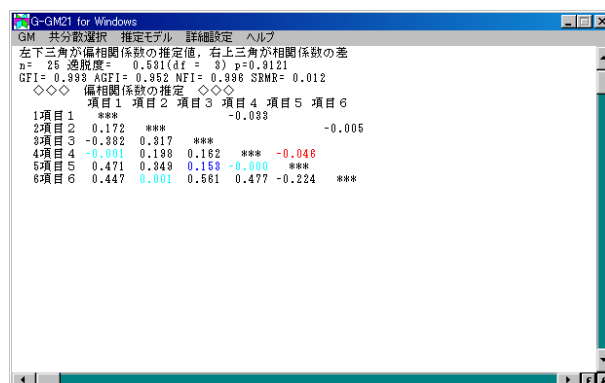 G-GM21 for Windows
GM 共分散選択 推定モデル 詳細設定 ヘルプ
左下三角が偏相関係数の推定値，右上三角が相関係数の差
n= 25 逸脱度= 0.531(df = 3) p=0.9121
GFI= 0.993 AGFI= 0.952 NFI= 0.996 SRMR= 0.012
◇◇◇ 偏相関係数の推定 ◇◇◇
項目1 項目2 項目3 項目4 項目5 項目6
1項目1 *** -0.033
2項目2 0.172 *** -0.005
3項目3 -0.382 0.317 ***
4項目4 -0.001 0.198 0.162 *** -0.046
5項目5 0.471 0.349 0.153 -0.000 ***
6項目6 0.447 0.001 0.561 0.477 -0.224 ***